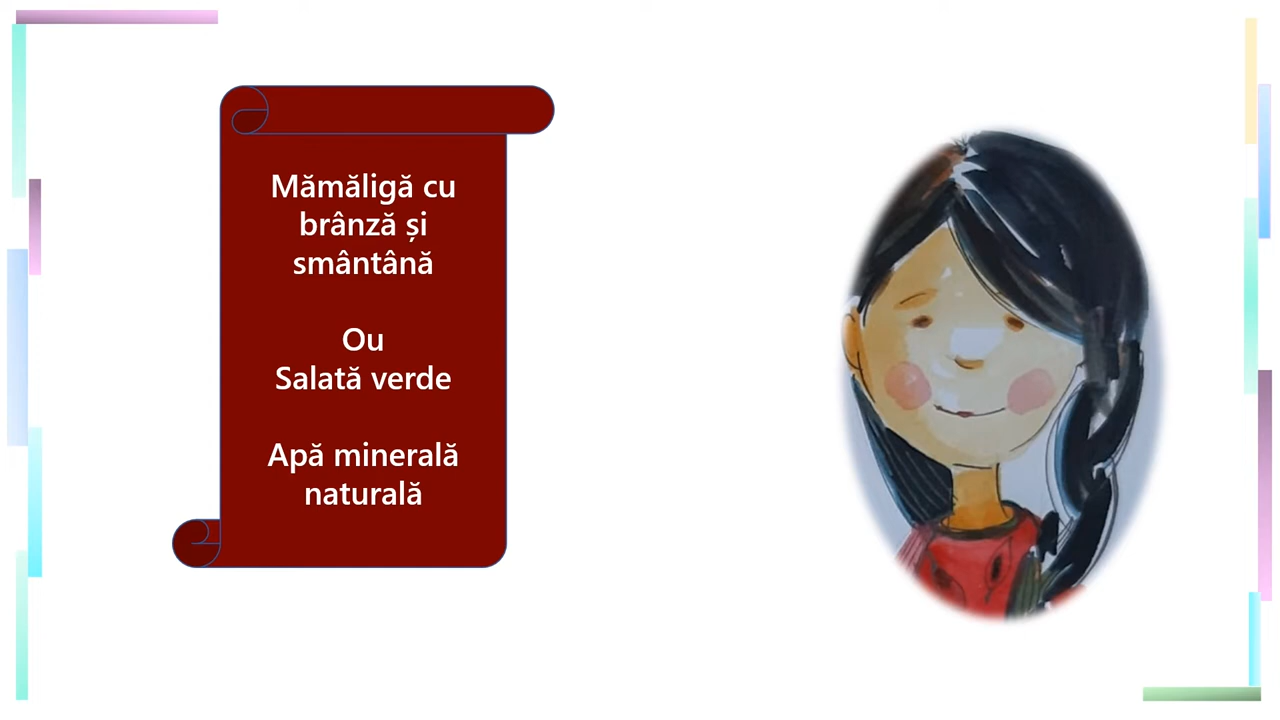 Mămăligă cu
brânză și
smântână
Ou
Salată verde
Apă minerală
naturală